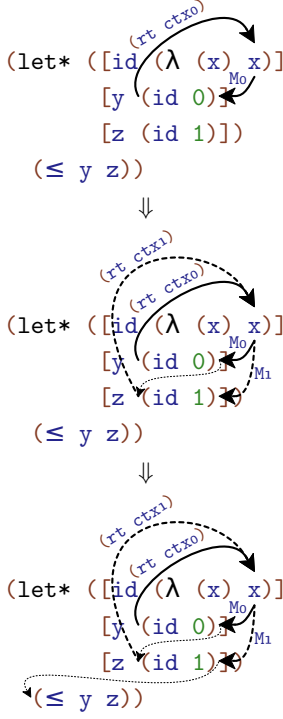 (rt ctx0)
(let* ([id (λ (x) x)]
M0
[y (id 0)]
[z (id 1)])
(≤ y z))
⇓
(rt ctx1)
(rt ctx0)
(let* ([id (λ (x) x)]
M0
[y (id 0)]
M1
[z (id 1)])
(≤ y z))
⇓
(rt ctx1)
(rt ctx0)
(let* ([id (λ (x) x)]
M0
[y (id 0)]
M1
[z (id 1)])
(≤ y z))